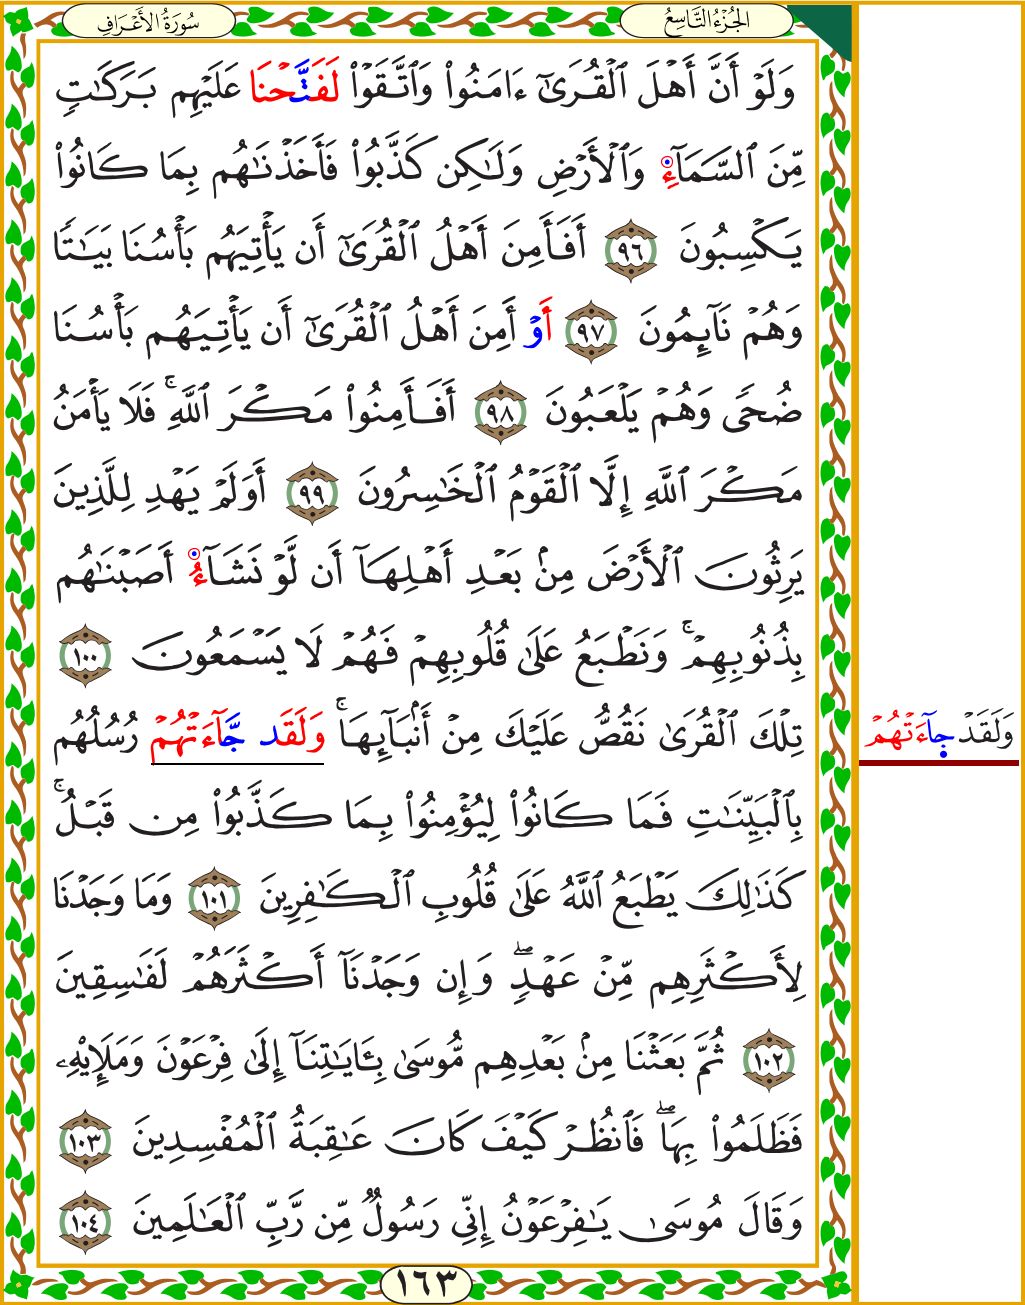 الجُزْءُ التَّاسِعُ
سُورَةُ الأَعْرَافِ
وَلَوْ أَنَّ أَهْلَ ٱلْقُرَىٰٓ ءَامَنُوا۟ وَٱتَّقَوْا۟ لَفَتَّحْنَا عَلَيْهِم بَرَكَٰتٍ
مِّنَ ٱلسَّمَآءِ وَٱلْأَرْضِ وَلَٰكِن كَذَّبُوا۟ فَأَخَذْنَٰهُم بِمَا كَانُوا۟
يَكْسِبُونَ ٩٦ أَفَأَمِنَ أَهْلُ ٱلْقُرَىٰٓ أَن يَأْتِيَهُم بَأْسُنَا بَيَٰتًا
وَهُمْ نَآئِمُونَ ٩٧ أَوْ أَمِنَ أَهْلُ ٱلْقُرَىٰٓ أَن يَأْتِيَهُم بَأْسُنَا
ضُحًى وَهُمْ يَلْعَبُونَ ٩٨ أَفَأَمِنُوا۟ مَكْرَ ٱللَّهِ ۚ فَلَا يَأْمَنُ
مَكْرَ ٱللَّهِ إِلَّا ٱلْقَوْمُ ٱلْخَٰسِرُونَ ٩٩ أَوَلَمْ يَهْدِ لِلَّذِينَ
يَرِثُونَ ٱلْأَرْضَ مِنۢ بَعْدِ أَهْلِهَآ أَن لَّوْ نَشَآءُ أَصَبْنَٰهُم
بِذُنُوبِهِمْ ۚ وَنَطْبَعُ عَلَىٰ قُلُوبِهِمْ فَهُمْ لَا يَسْمَعُونَ ١٠٠
تِلْكَ ٱلْقُرَىٰ نَقُصُّ عَلَيْكَ مِنْ أَنۢبَآئِهَا ۚ وَلَقَد جَّآءَتْهُمْ رُسُلُهُم
وَلَقَدْ جَآءَتْهُمْ
بِٱلْبَيِّنَٰتِ فَمَا كَانُوا۟ لِيُؤْمِنُوا۟ بِمَا كَذَّبُوا۟ مِن قَبْلُ ۚ
كَذَٰلِكَ يَطْبَعُ ٱللَّهُ عَلَىٰ قُلُوبِ ٱلْكَٰفِرِينَ ١٠١ وَمَا وَجَدْنَا
لِأَكْثَرِهِم مِّنْ عَهْدٍ ۖ وَإِن وَجَدْنَآ أَكْثَرَهُمْ لَفَٰسِقِينَ
١٠٢ ثُمَّ بَعَثْنَا مِنۢ بَعْدِهِم مُّوسَىٰ بِـَٔايَٰتِنَآ إِلَىٰ فِرْعَوْنَ وَمَلَإِي۟هِۦ
فَظَلَمُوا۟ بِهَا ۖ فَٱنظُرْ كَيْفَ كَانَ عَٰقِبَةُ ٱلْمُفْسِدِينَ ١٠٣
وَقَالَ مُوسَىٰ يَٰفِرْعَوْنُ إِنِّى رَسُولٌ مِّن رَّبِّ ٱلْعَٰلَمِينَ ١٠٤
١٦٣